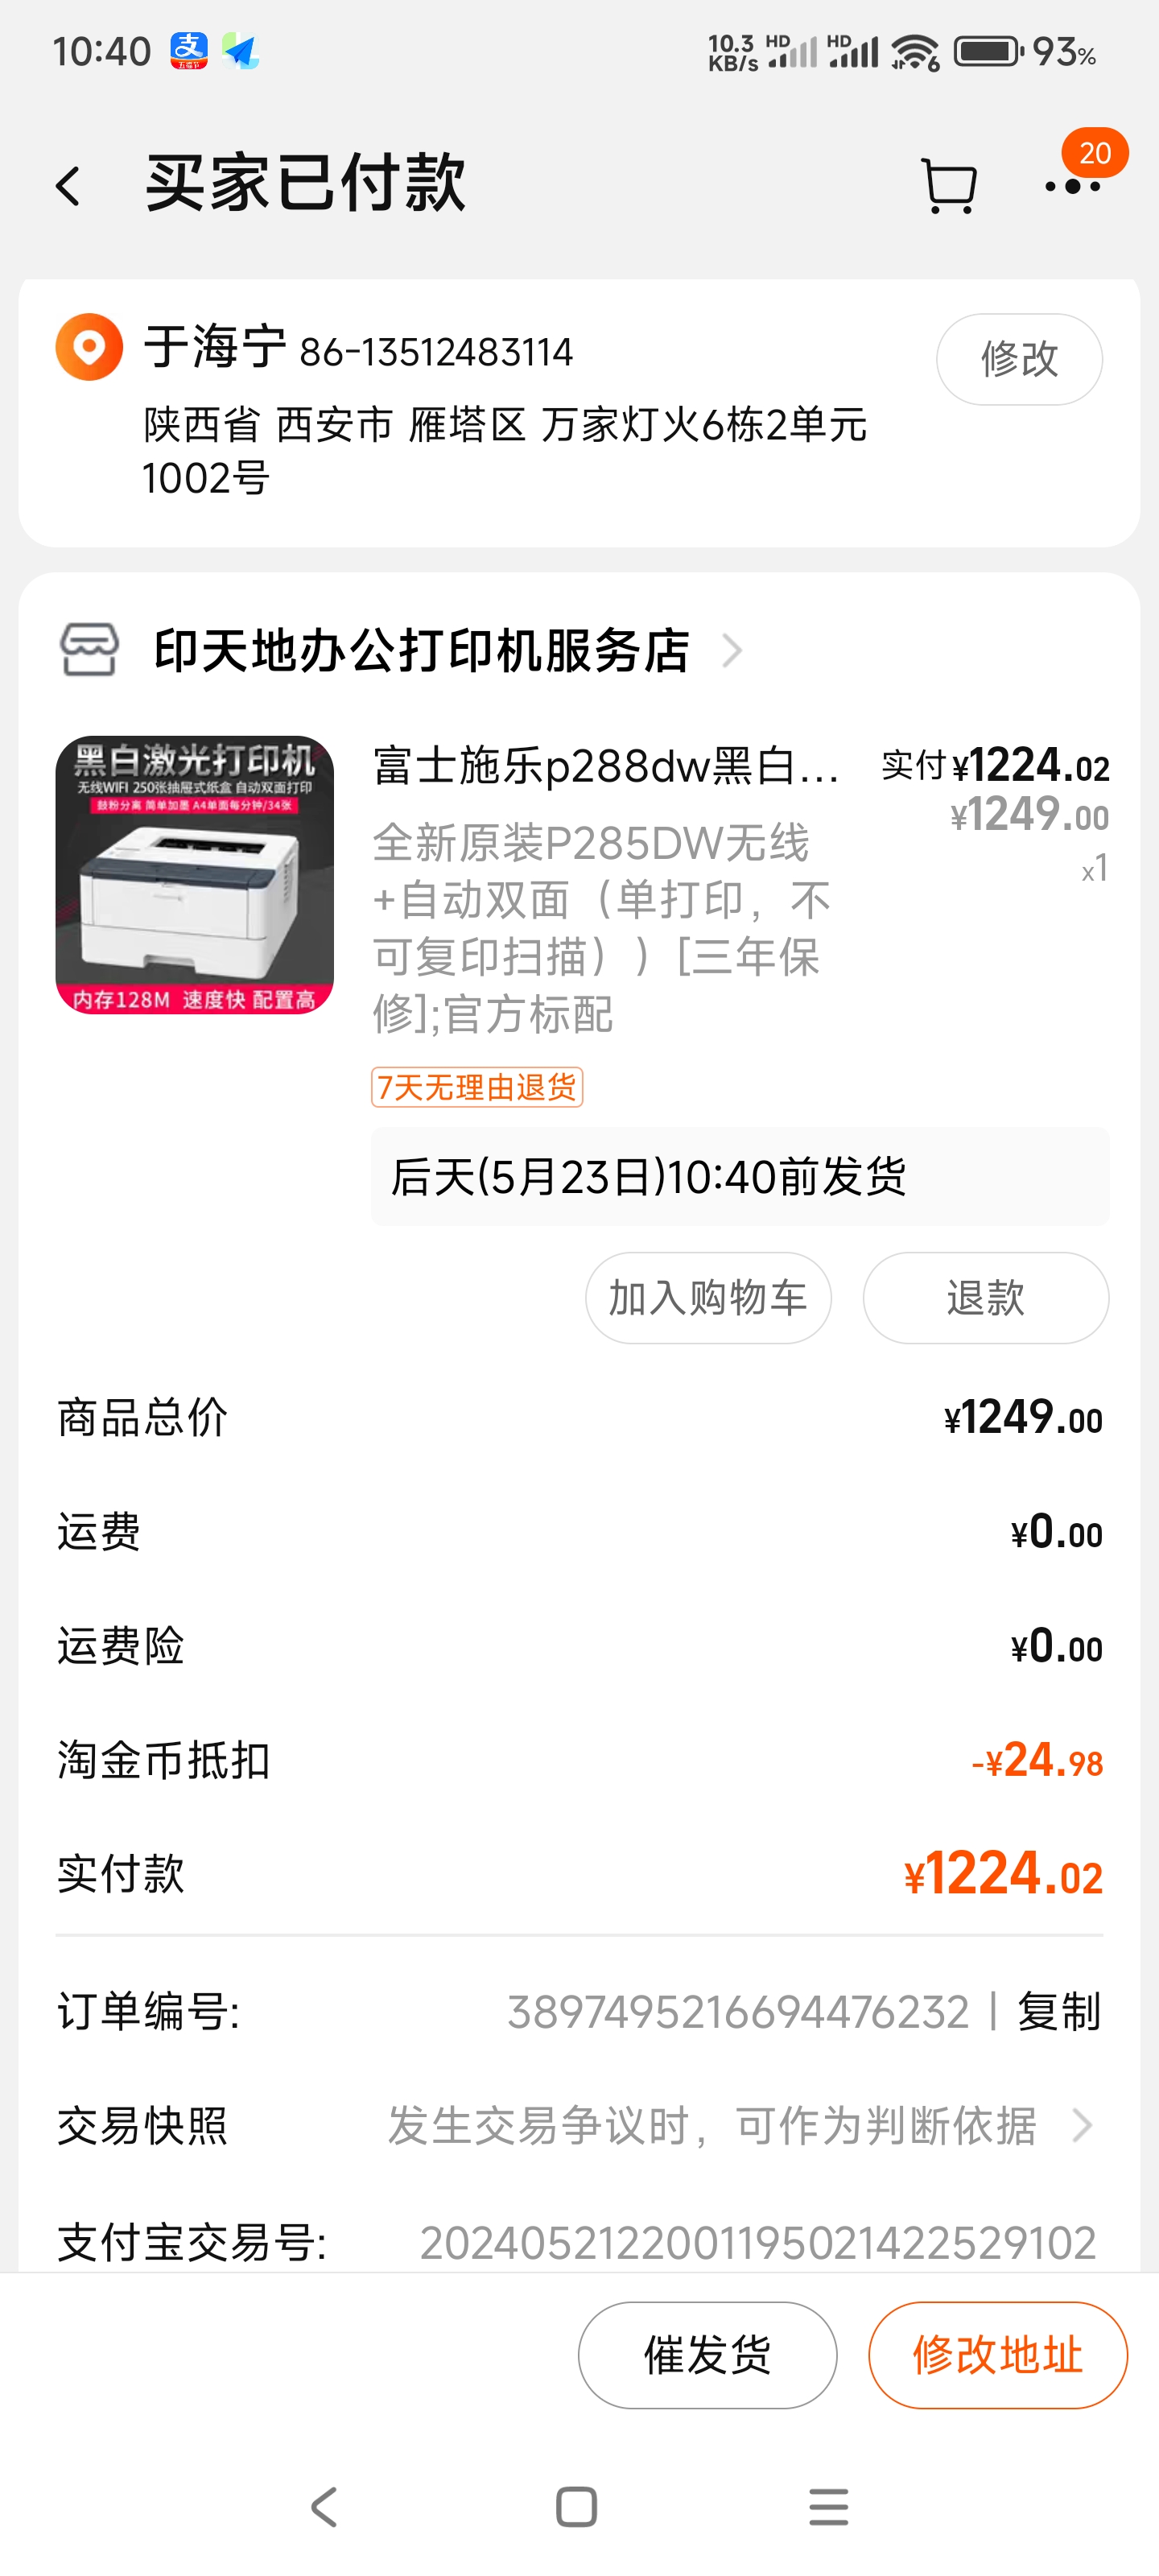 10:40 支 五福节 10.3 KB/s HD HD 6 93%
买家已付款 20
于海宁 86-13512483114 修改
陕西省 西安市 雁塔区 万家灯火6栋2单元
1002号
印天地办公打印机服务店
黑白激光打印机
无线WIFI 250张抽屉式纸盒 自动双面打印
鼓粉分离 简单加墨 A4单面每分钟/34张
内存128M 速度快 配置高
富士施乐p288dw黑白... 实付¥1224.02
¥1249.00
x1
全新原装P285DW无线
+自动双面（单打印，不
可复印扫描））[三年保
修];官方标配
7天无理由退货
后天(5月23日)10:40前发货
加入购物车 退款
商品总价 ¥1249.00
运费 ¥0.00
运费险 ¥0.00
淘金币抵扣 -¥24.98
实付款 ¥1224.02
订单编号: 3897495216694476232 | 复制
交易快照 发生交易争议时，可作为判断依据
支付宝交易号: 2024052122001195021422529102
催发货 修改地址